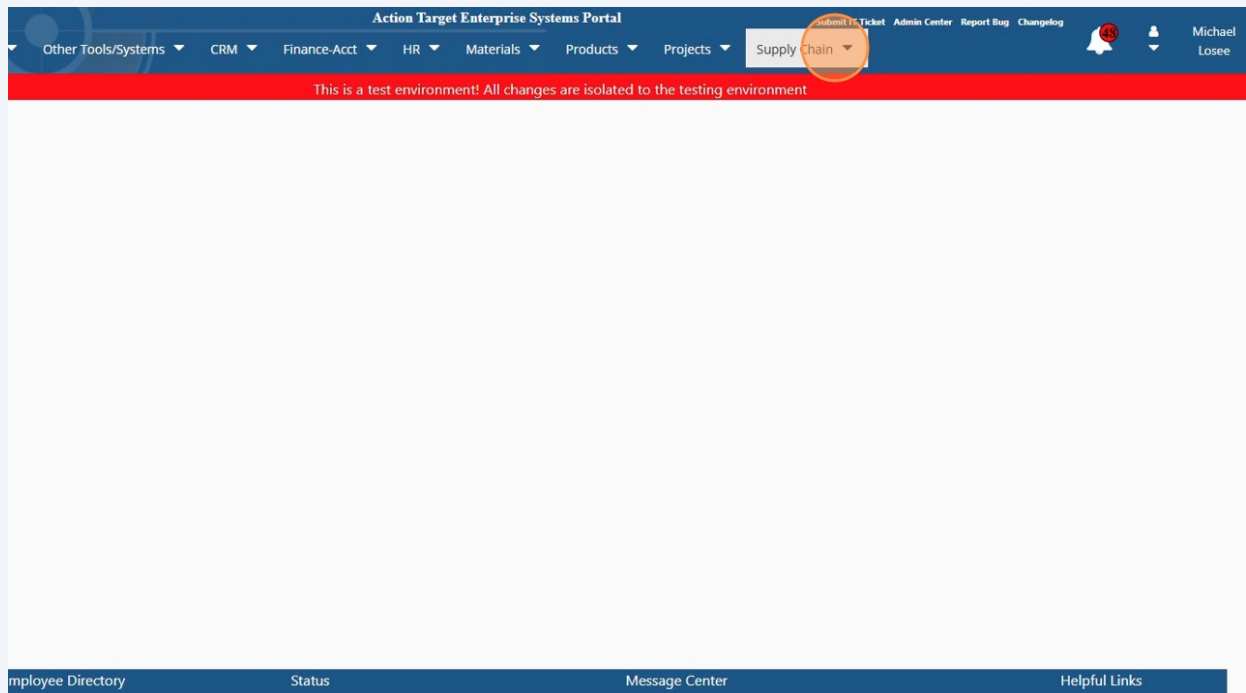 Action Target Enterprise Systems Portal
Submit IT Ticket Admin Center Report Bug Changelog
Other Tools/Systems CRM Finance-Acct HR Materials Products Projects Supply Chain
48
Michael
Losee
This is a test environment! All changes are isolated to the testing environment
mployee Directory Status Message Center Helpful Links